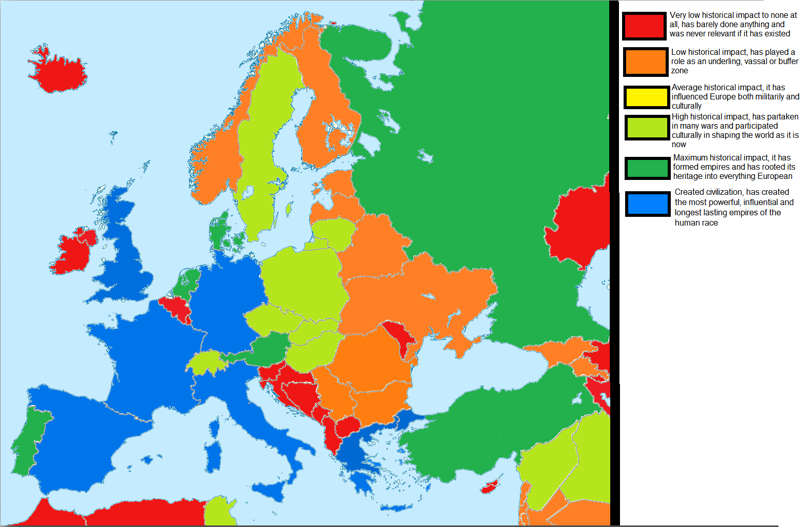 Very low historical impact to none at
all, has barely done anything and
was never relevant if it has existed
Low historical impact, has played a
role as an underling, vassal or buffer
zone
Average historical impact, it has
influenced Europe both militarily and
culturally
High historical impact, has partaken
in many wars and participated
culturally in shaping the world as it is
now
Maximum historical impact, it has
formed empires and has rooted its
heritage into everything European
Created civilization, has created
the most powerful, influential and
longest lasting empires of the
human race